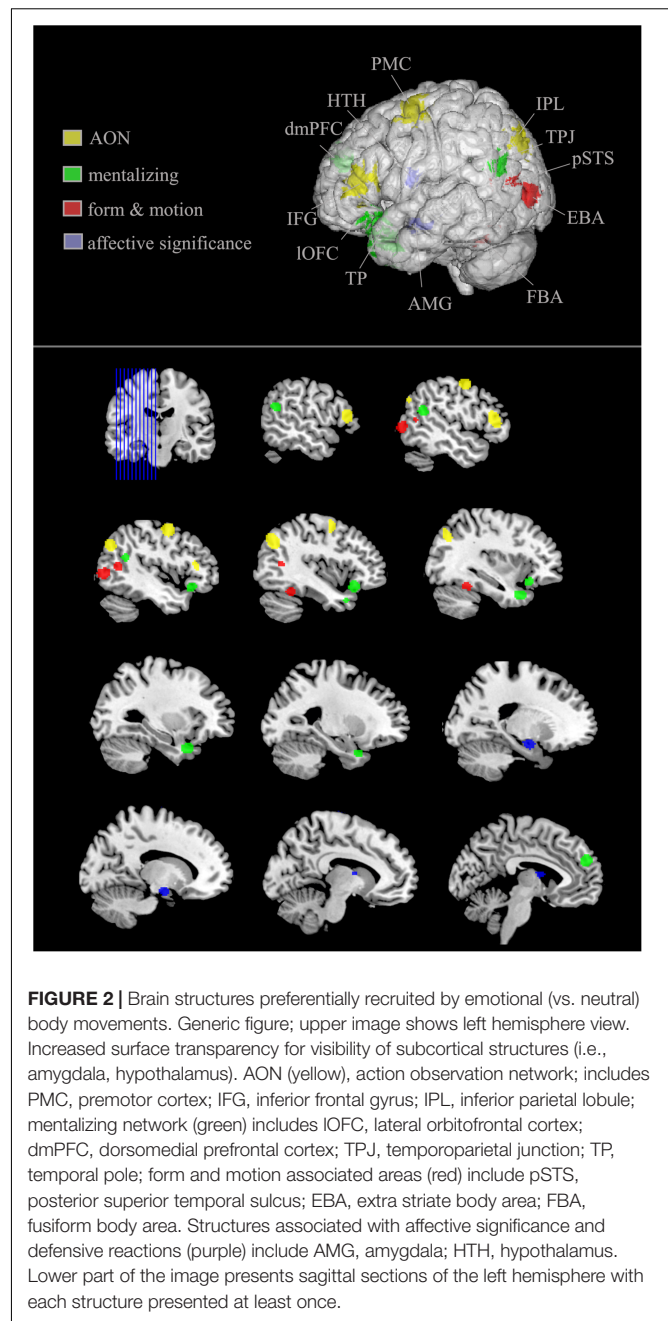 PMC
HTH
dmPFC
IPL
TPJ
pSTS
AON
mentalizing
form & motion
affective significance
IFG
lOFC
TP
AMG
EBA
FBA
FIGURE 2 | Brain structures preferentially recruited by emotional (vs. neutral)
body movements. Generic figure; upper image shows left hemisphere view.
Increased surface transparency for visibility of subcortical structures (i.e.,
amygdala, hypothalamus). AON (yellow), action observation network; includes
PMC, premotor cortex; IFG, inferior frontal gyrus; IPL, inferior parietal lobule;
mentalizing network (green) includes lOFC, lateral orbitofrontal cortex;
dmPFC, dorsomedial prefrontal cortex; TPJ, temporoparietal junction; TP,
temporal pole; form and motion associated areas (red) include pSTS,
posterior superior temporal sulcus; EBA, extra striate body area; FBA,
fusiform body area. Structures associated with affective significance and
defensive reactions (purple) include AMG, amygdala; HTH, hypothalamus.
Lower part of the image presents sagittal sections of the left hemisphere with
each structure presented at least once.